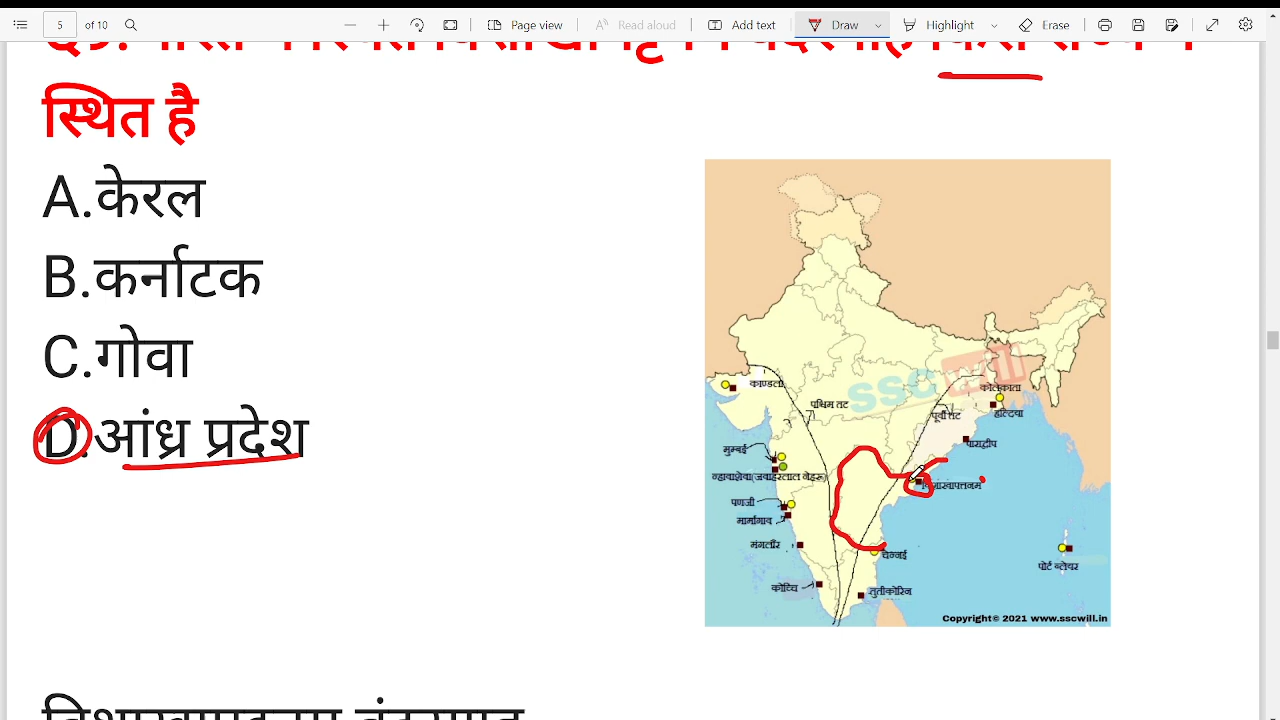 5 of 10
Page view
Read aloud
Add text
Draw
Highlight
Erase
स्थित है
A.केरल
B.कर्नाटक
C.गोवा
D.आंध्र प्रदेश
sscwill
काण्डला
कोलकाता
पश्चिम तट
पूर्वी तट
हल्दिया
पाराद्वीप
मुम्बई
न्हावाशेवा(जवाहरलाल नेहरू)
विशाखापत्तनम
पणजी
मार्मागाव
मंगलौर
चेन्नई
पोर्ट ब्लेयर
कोच्चि
तुतीकोरिन
Copyright© 2021 www.sscwill.in